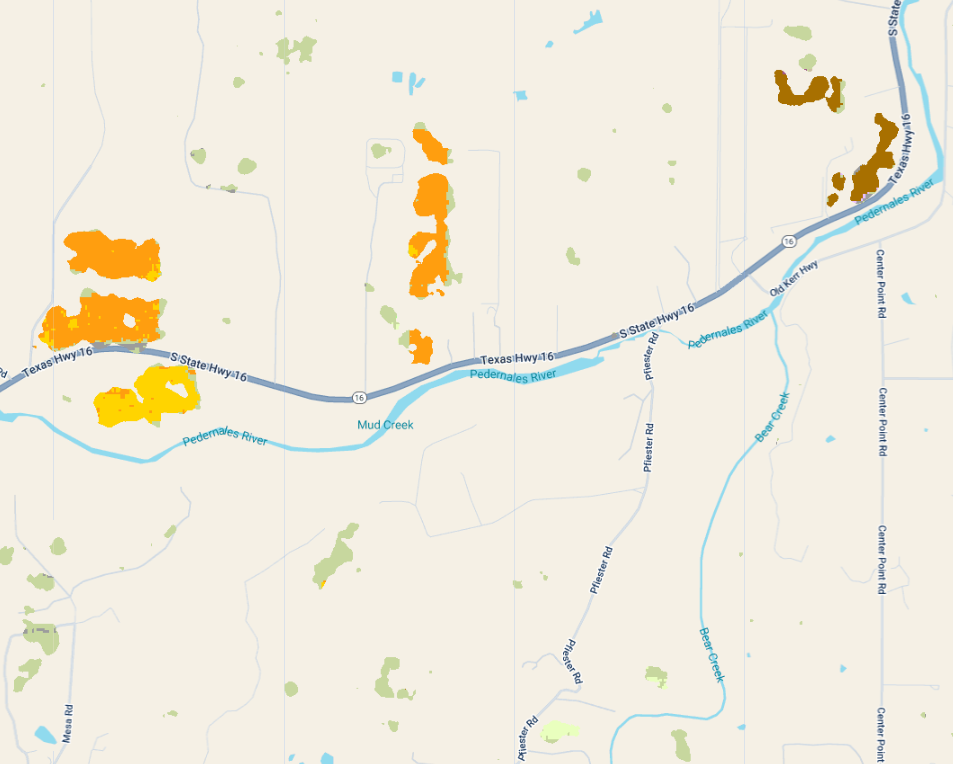 S State
Texas Hwy 16
Pedernales River
16
Old Kerr Hwy
Center Point Rd
S State Hwy 16
Pedernales River
Pfiester Rd
Texas Hwy 16
Pedernales River
Rd
Texas Hwy 16
S State Hwy 16
16
Mud Creek
Pedernales River
Bear Creek
Center Point Rd
Pfiester Rd
Center Point Rd
Pfiester Rd
Pfiester Rd
Bear Creek
Mesa Rd
Pfiester Rd
Center Point